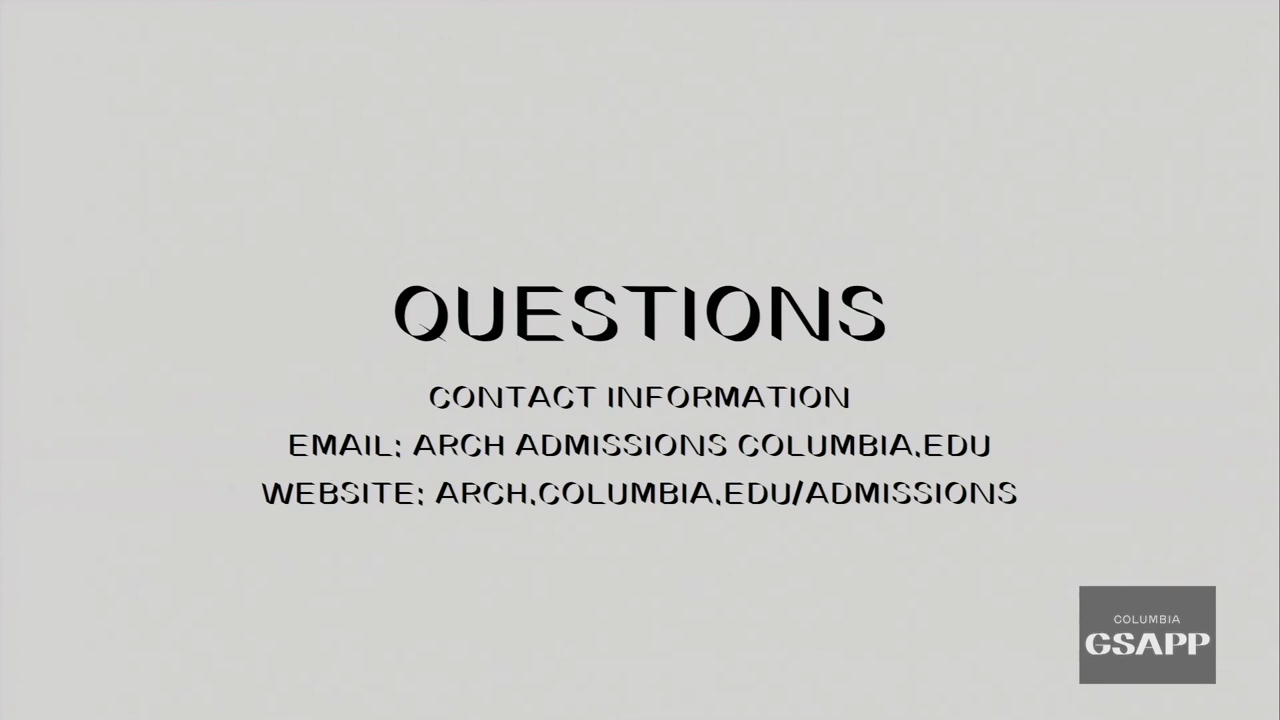 QUESTIONS
CONTACT INFORMATION
EMAIL: ARCH ADMISSIONS COLUMBIA.EDU
WEBSITE: ARCH.COLUMBIA.EDU/ADMISSIONS
COLUMBIA
GSAPP